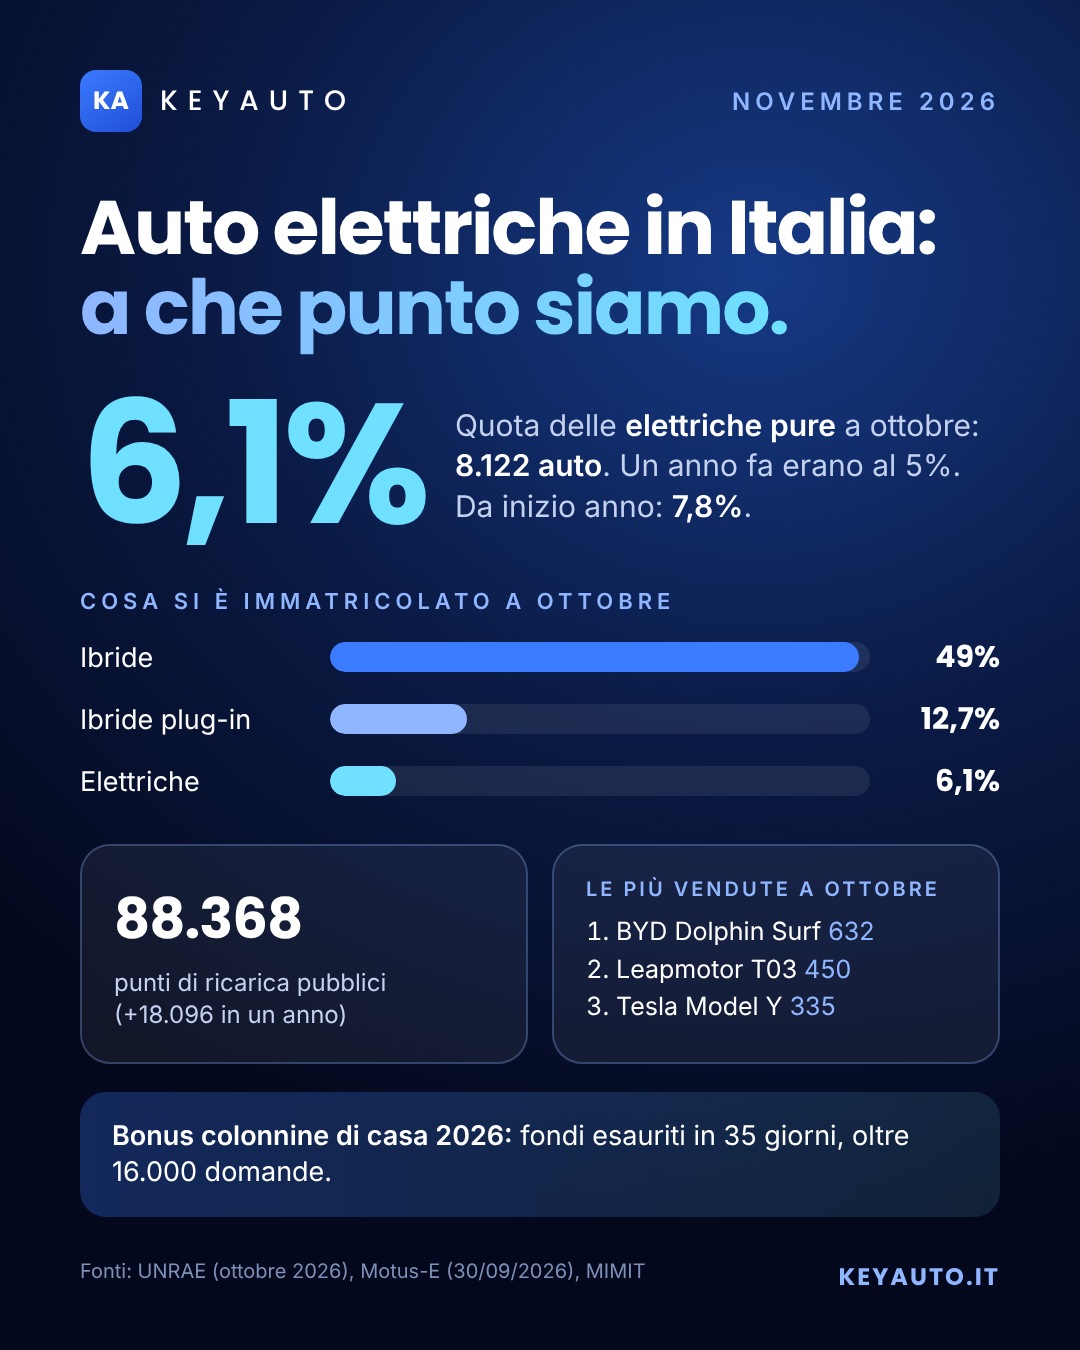 KA KEYAUTO
NOVEMBRE 2026
Auto elettriche in Italia:
a che punto siamo.
6,1%
Quota delle elettriche pure a ottobre:
8.122 auto. Un anno fa erano al 5%.
Da inizio anno: 7,8%.
COSA SI È IMMATRICOLATO A OTTOBRE
Ibride 49%
Ibride plug-in 12,7%
Elettriche 6,1%
88.368
punti di ricarica pubblici
(+18.096 in un anno)
LE PIÙ VENDUTE A OTTOBRE
1. BYD Dolphin Surf 632
2. Leapmotor T03 450
3. Tesla Model Y 335
Bonus colonnine di casa 2026: fondi esauriti in 35 giorni, oltre
16.000 domande.
Fonti: UNRAE (ottobre 2026), Motus-E (30/09/2026), MIMIT
KEYAUTO.IT